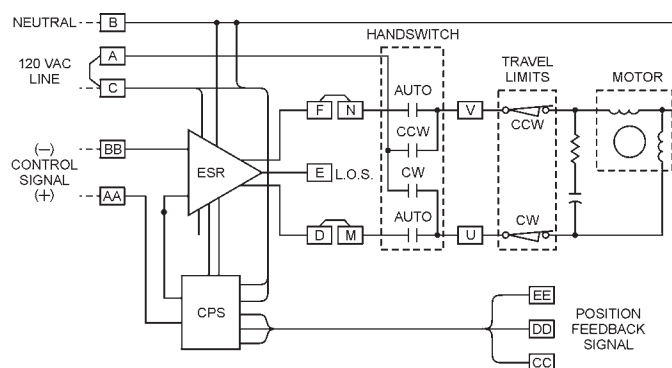 NEUTRAL B
A
120 VAC
LINE
C
HANDSWITCH
TRAVEL
LIMITS
MOTOR
AUTO
F N
V
CCW
CCW
(−)
CONTROL
SIGNAL
(+)
BB
AA
ESR
E L.O.S.
CW
D M
AUTO
U
CW
CPS
EE
DD
CC
POSITION
FEEDBACK
SIGNAL